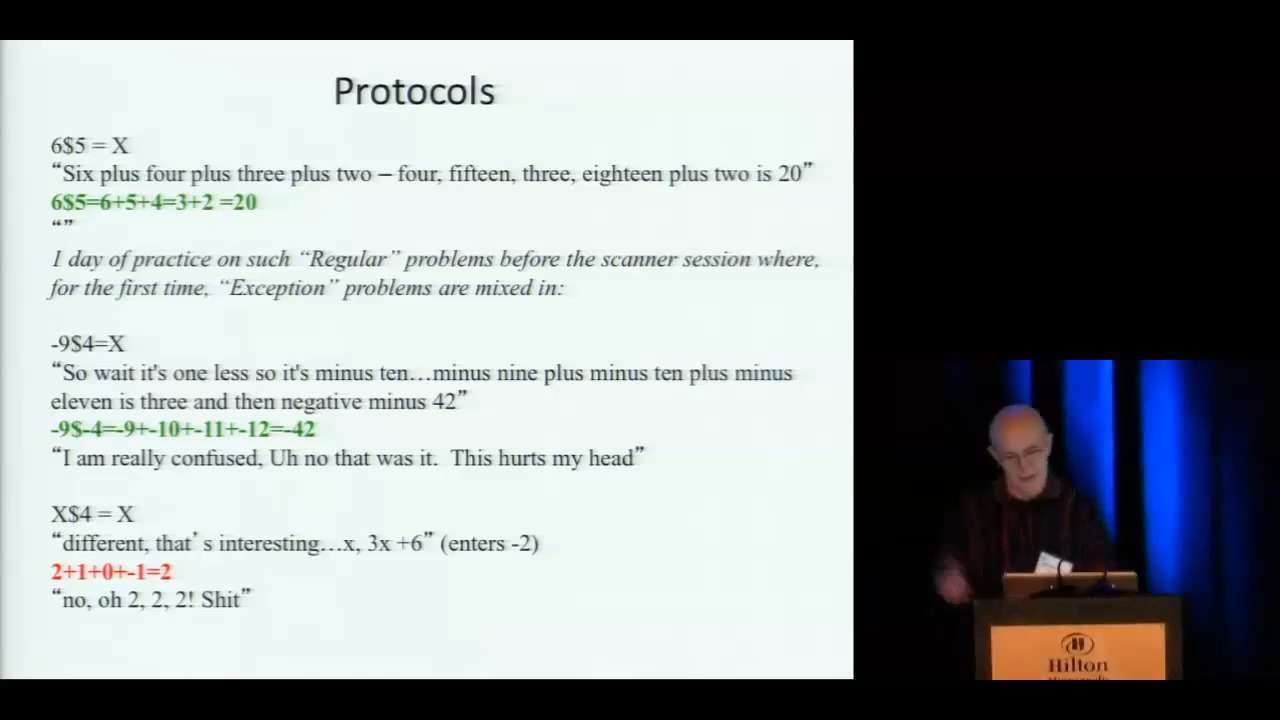 Protocols
6$5 = X
“Six plus four plus three plus two – four, fifteen, three, eighteen plus two is 20”
6$5=6+5+4=3+2 =20
“”
1 day of practice on such “Regular” problems before the scanner session where,
for the first time, “Exception” problems are mixed in:
-9$4=X
“So wait it's one less so it's minus ten…minus nine plus minus ten plus minus
eleven is three and then negative minus 42”
-9$-4=-9+-10+-11+-12=-42
“I am really confused, Uh no that was it. This hurts my head”
X$4 = X
“different, that’s interesting…x, 3x +6” (enters -2)
2+1+0+-1=2
“no, oh 2, 2, 2! Shit”
Hilton
Minneapolis